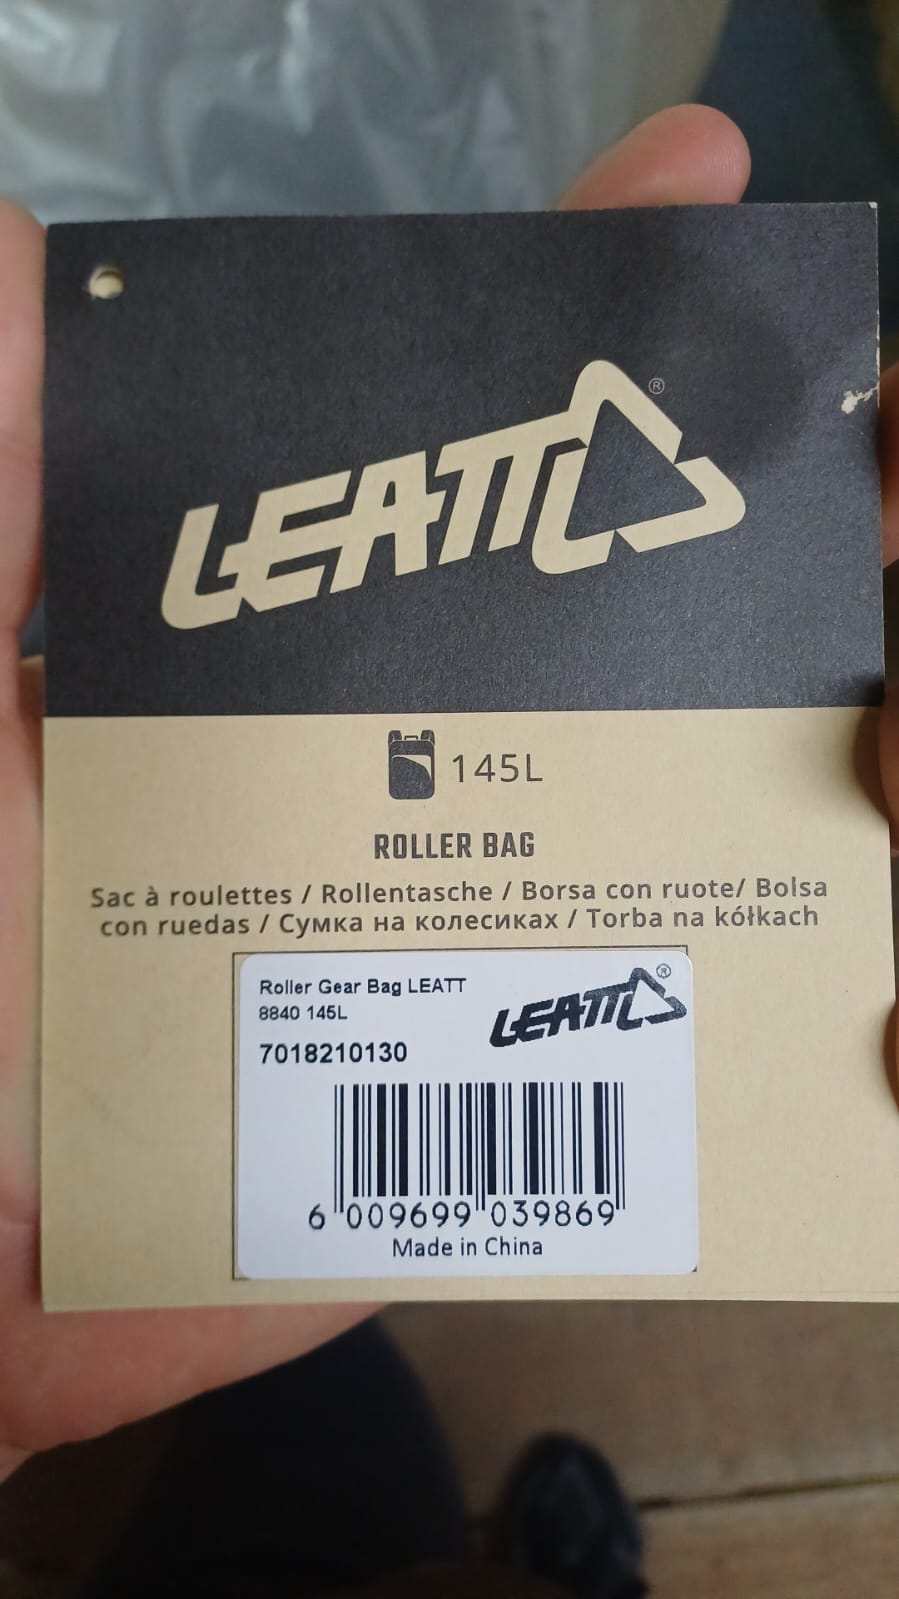 LEATT®
145L
ROLLER BAG
Sac à roulettes / Rollentasche / Borsa con ruote/ Bolsa
con ruedas / Сумка на колесиках / Torba na kółkach
Roller Gear Bag LEATT
8840 145L
LEATT®
7018210130
6 009699 039869
Made in China